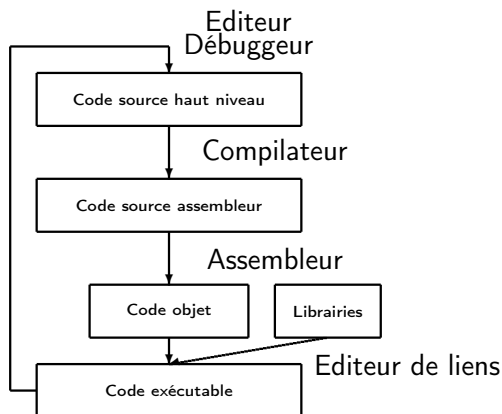 Editeur
Débuggeur
Code source haut niveau
Compilateur
Code source assembleur
Assembleur
Code objet
Librairies
Editeur de liens
Code exécutable